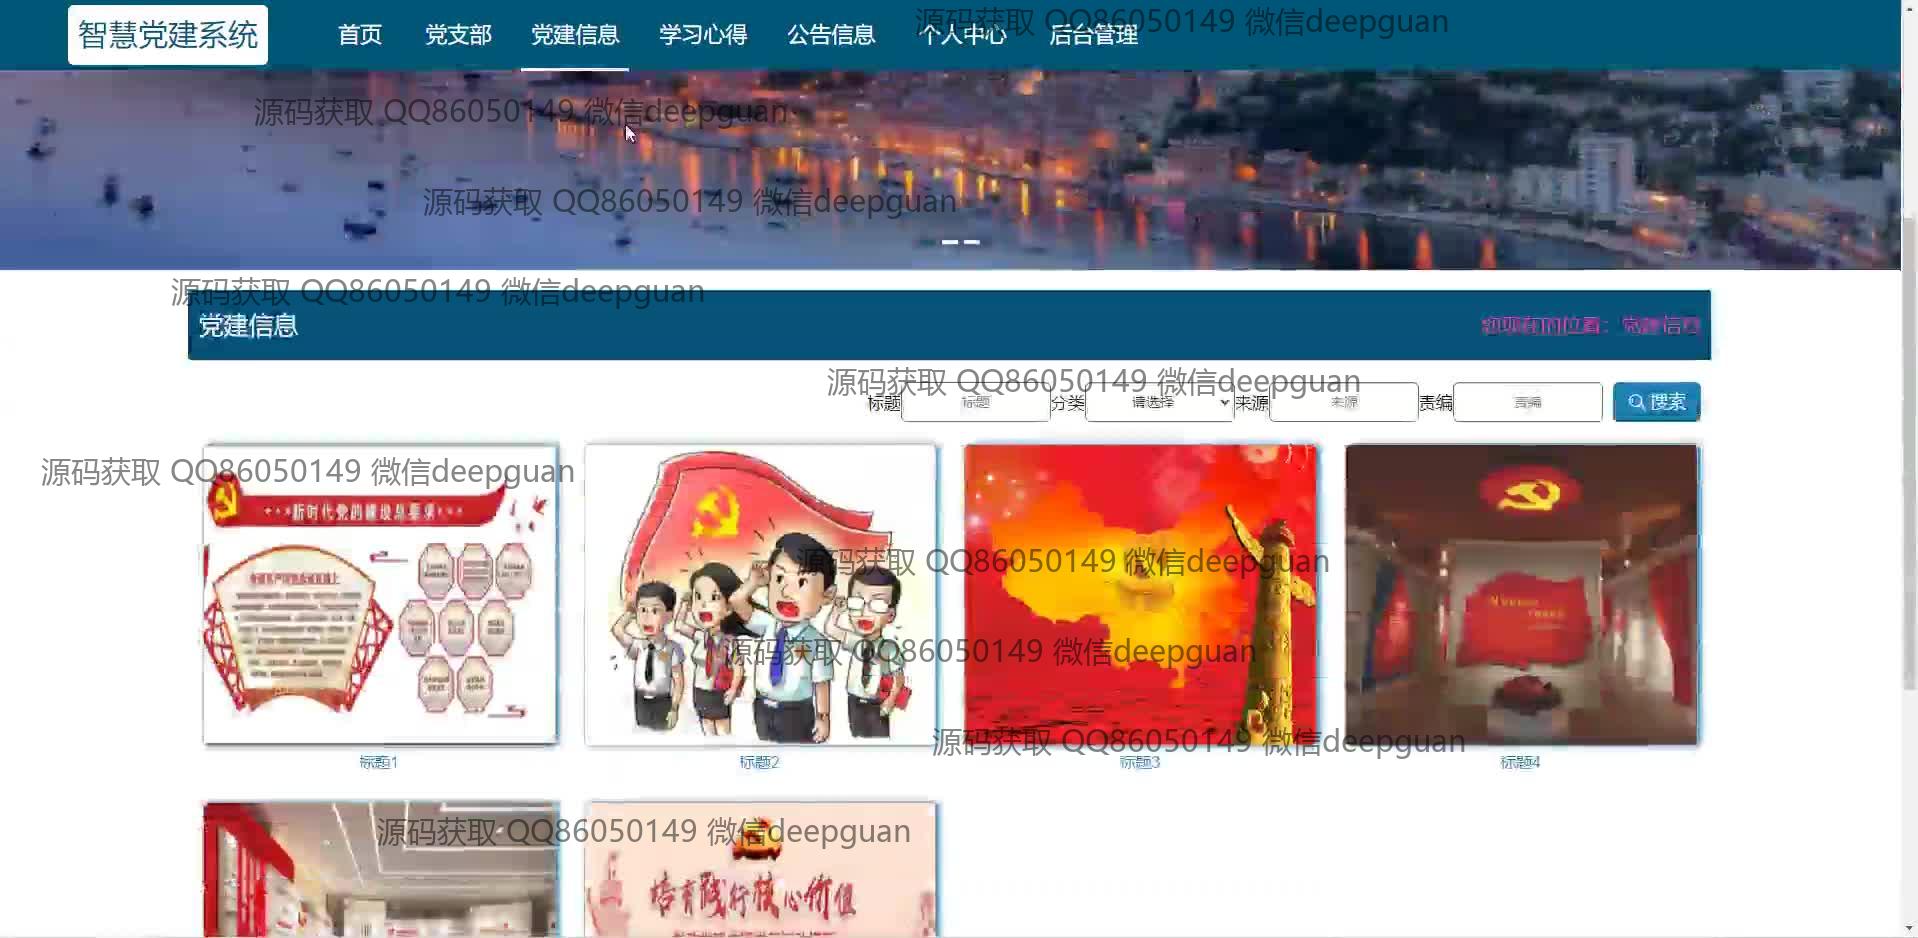 智慧党建系统
首页 党支部 党建信息 学习心得 公告信息 个人中心 后台管理
源码获取 QQ86050149 微信deepguan
源码获取 QQ86050149 微信deepguan
源码获取 QQ86050149 微信deepguan
源码获取 QQ86050149 微信deepguan
党建信息
您现在的位置： 党建信息
源码获取 QQ86050149 微信deepguan
标题 标题 分类 请选择 来源 来源 责编 责编 搜索
源码获取 QQ86050149 微信deepguan
新时代党的建设总要求
源码获取 QQ86050149 微信deepguan
源码获取 QQ86050149 微信deepguan
源码获取 QQ86050149 微信deepguan
标题1 标题2 标题3 标题4
源码获取 QQ86050149 微信deepguan
培育践行核心价值